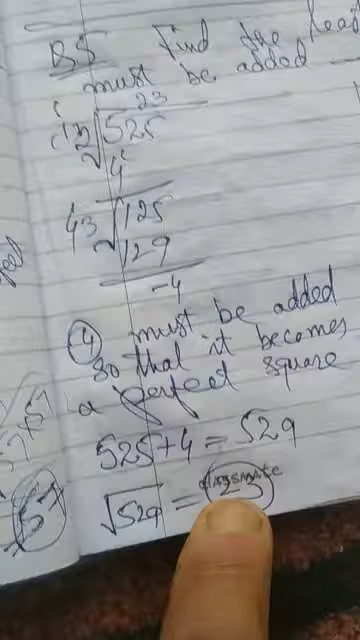 B5 Find the least
must be added
23
2√525
4
43√125
129
-4
4 must be added
so that it becomes
a perfect square
525+4 = 529
√529 = 23
classmate